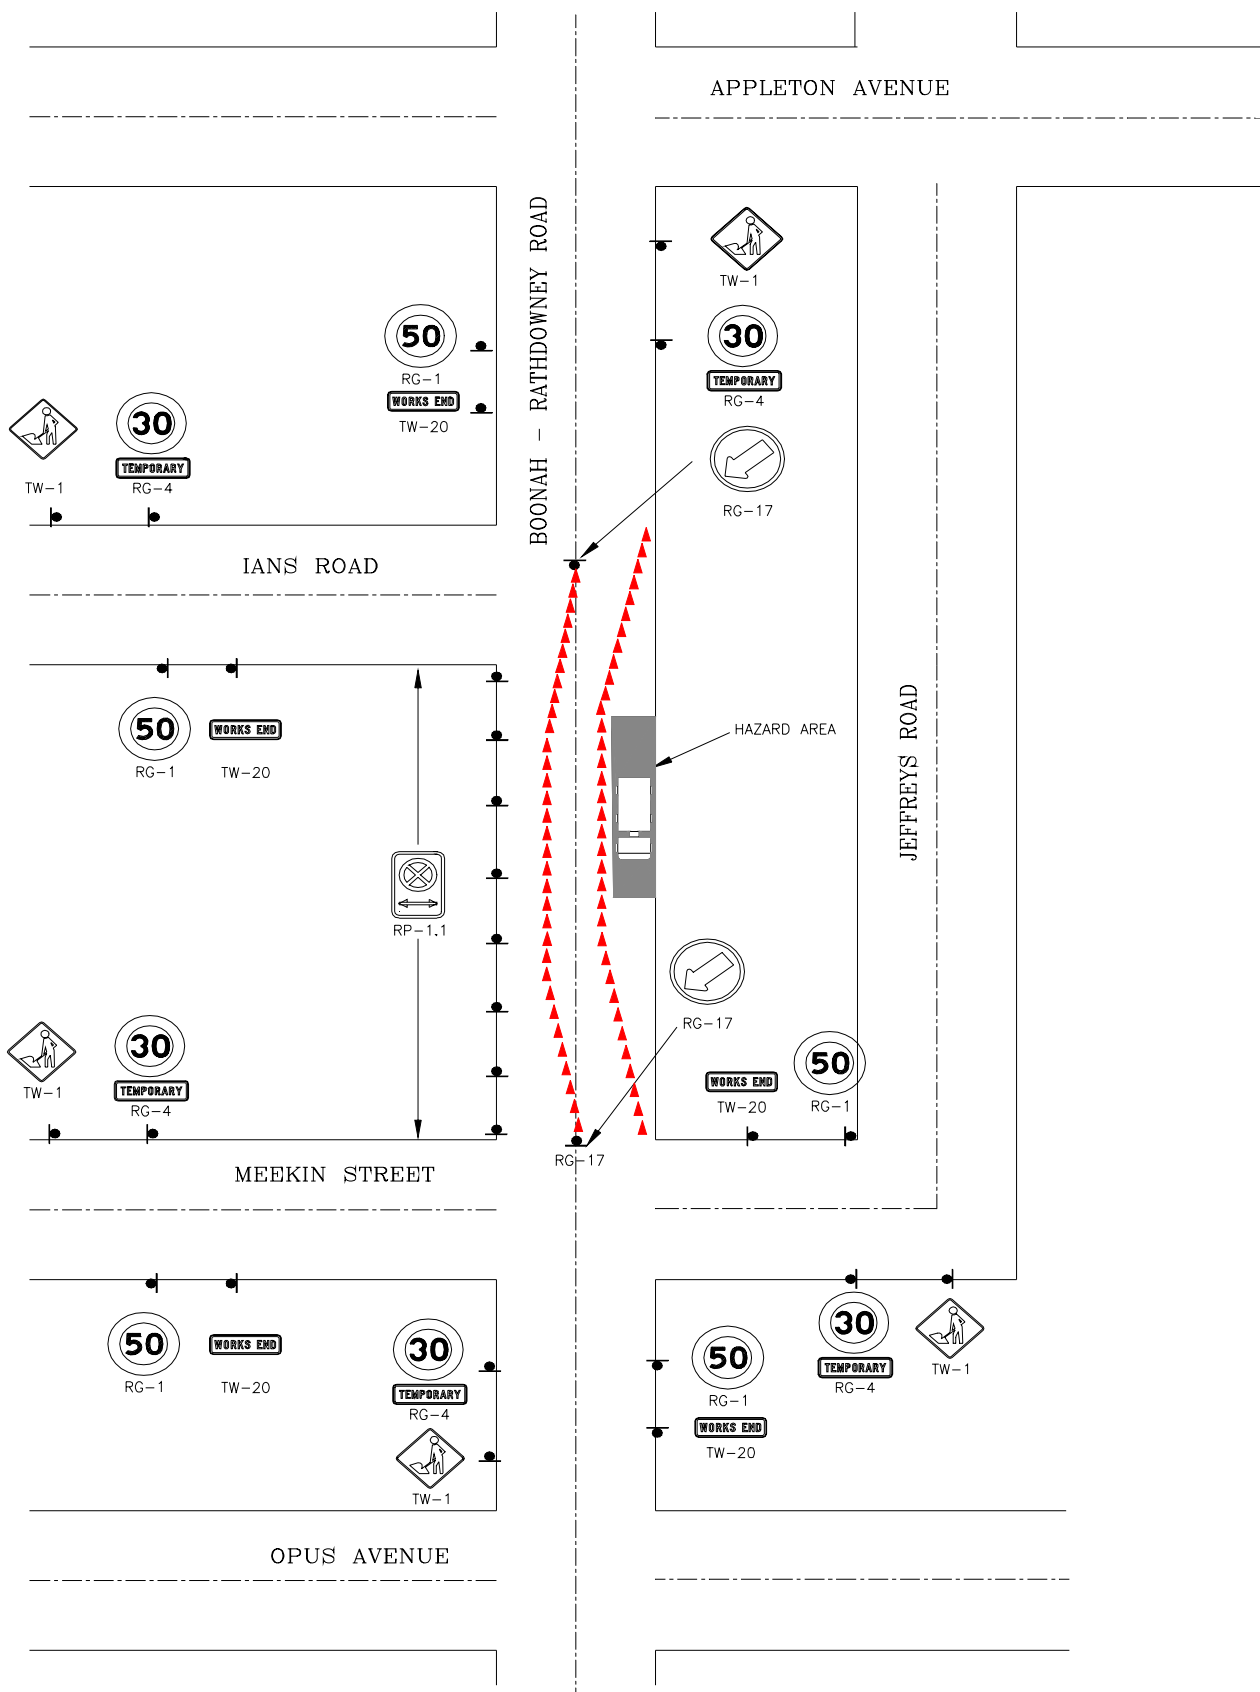 APPLETON AVENUE
BOONAH - RATHDOWNEY ROAD
TW-1
50
RG-1
WORKS END
TW-20
30
TEMPORARY
RG-4
30
TEMPORARY
RG-4
TW-1
RG-17
IANS ROAD
50
RG-1
WORKS END
TW-20
HAZARD AREA
JEFFREYS ROAD
RP-1.1
RG-17
TW-1
30
TEMPORARY
RG-4
WORKS END
TW-20
50
RG-1
RG-17
MEEKIN STREET
50
RG-1
WORKS END
TW-20
30
TEMPORARY
RG-4
TW-1
50
RG-1
WORKS END
TW-20
30
TEMPORARY
RG-4
TW-1
OPUS AVENUE